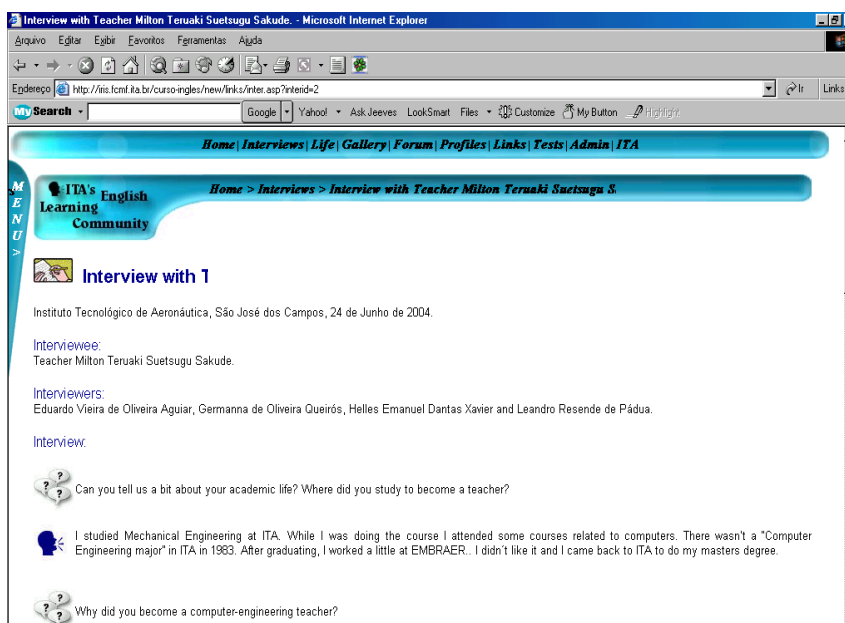 Interview with Teacher Milton Teruaki Suetsugu Sakude. - Microsoft Internet Explorer
Arquivo Editar Exibir Favoritos Ferramentas Ajuda
Endereço http://iris.fcmf.ita.br/curso-ingles/new/links/inter.asp?interid=2 Ir Links
My Search Google Yahoo! Ask Jeeves LookSmart Files Customize My Button Highlight
Home| Interviews| Life| Gallery| Forum| Profiles| Links| Tests| Admin| ITA
MENU >
ITA's English
Learning
Community
Home > Interviews > Interview with Teacher Milton Teruaki Suetsugu S.
Interview with T
Instituto Tecnológico de Aeronáutica, São José dos Campos, 24 de Junho de 2004.
Interviewee:
Teacher Milton Teruaki Suetsugu Sakude.
Interviewers:
Eduardo Vieira de Oliveira Aguiar, Germanna de Oliveira Queirós, Helles Emanuel Dantas Xavier and Leandro Resende de Pádua.
Interview:
Can you tell us a bit about your academic life? Where did you study to become a teacher?
I studied Mechanical Engineering at ITA. While I was doing the course I attended some courses related to computers. There wasn't a "Computer
Engineering major" in ITA in 1983. After graduating, I worked a little at EMBRAER.. I didn´t like it and I came back to ITA to do my masters degree.
Why did you become a computer-engineering teacher?